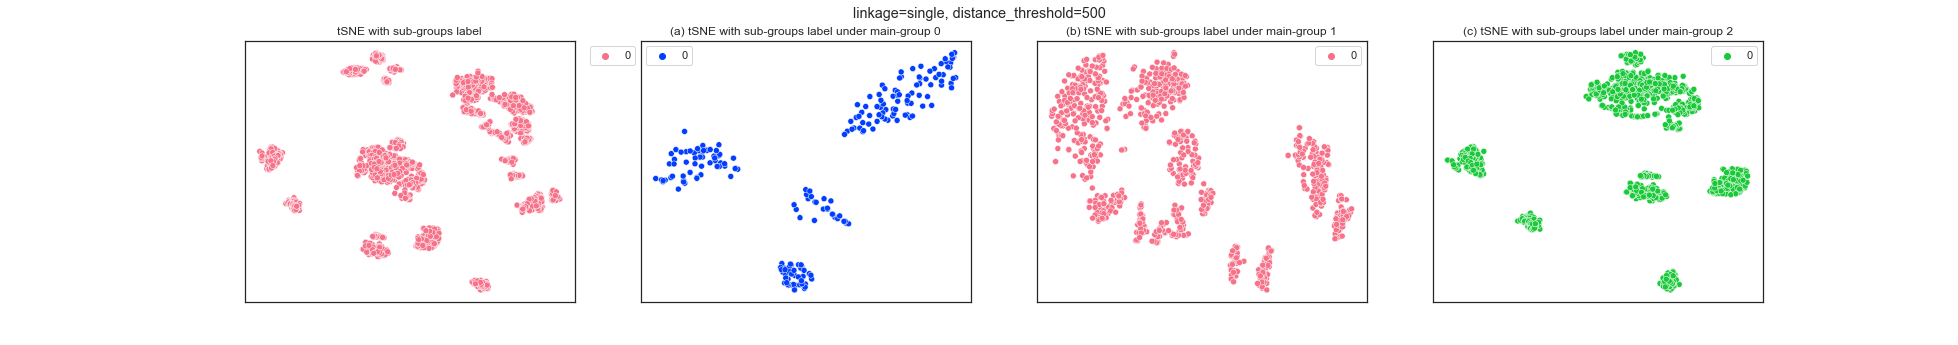 linkage=single, distance_threshold=500
tSNE with sub-groups label
0
(a) tSNE with sub-groups label under main-group 0
0
(b) tSNE with sub-groups label under main-group 1
0
(c) tSNE with sub-groups label under main-group 2
0